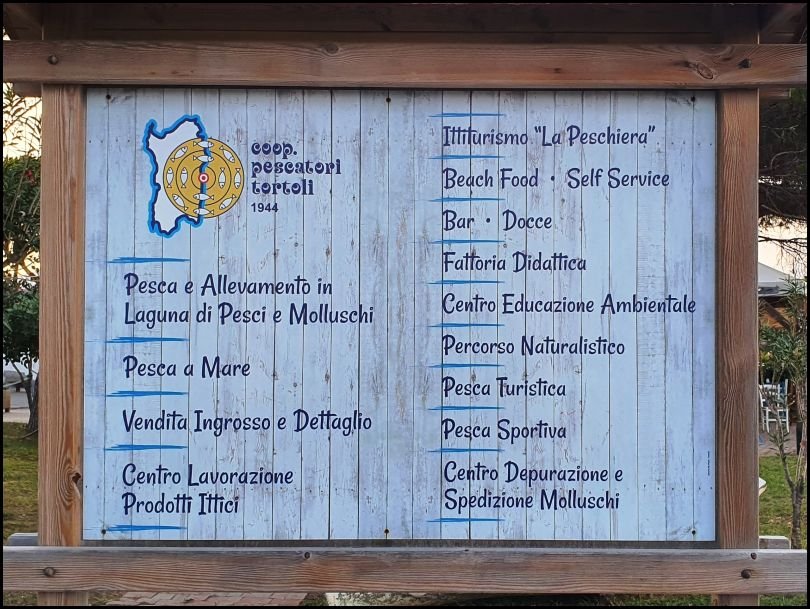 coop.
pescatori
tortolì
1944
Pesca e Allevamento in
Laguna di Pesci e Molluschi
Pesca a Mare
Vendita Ingrosso e Dettaglio
Centro Lavorazione
Prodotti Ittici
Ittiturismo "La Peschiera"
Beach Food • Self Service
Bar • Docce
Fattoria Didattica
Centro Educazione Ambientale
Percorso Naturalistico
Pesca Turistica
Pesca Sportiva
Centro Depurazione e
Spedizione Molluschi